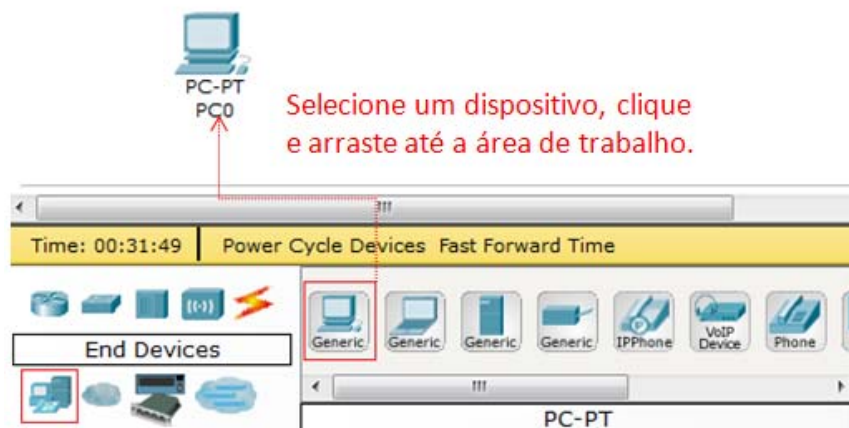 PC-PT
PC0
Selecione um dispositivo, clique
e arraste até a área de trabalho.
Time: 00:31:49 Power Cycle Devices Fast Forward Time
End Devices
Generic Generic Generic Generic IPPhone VoIP Device Phone
PC-PT